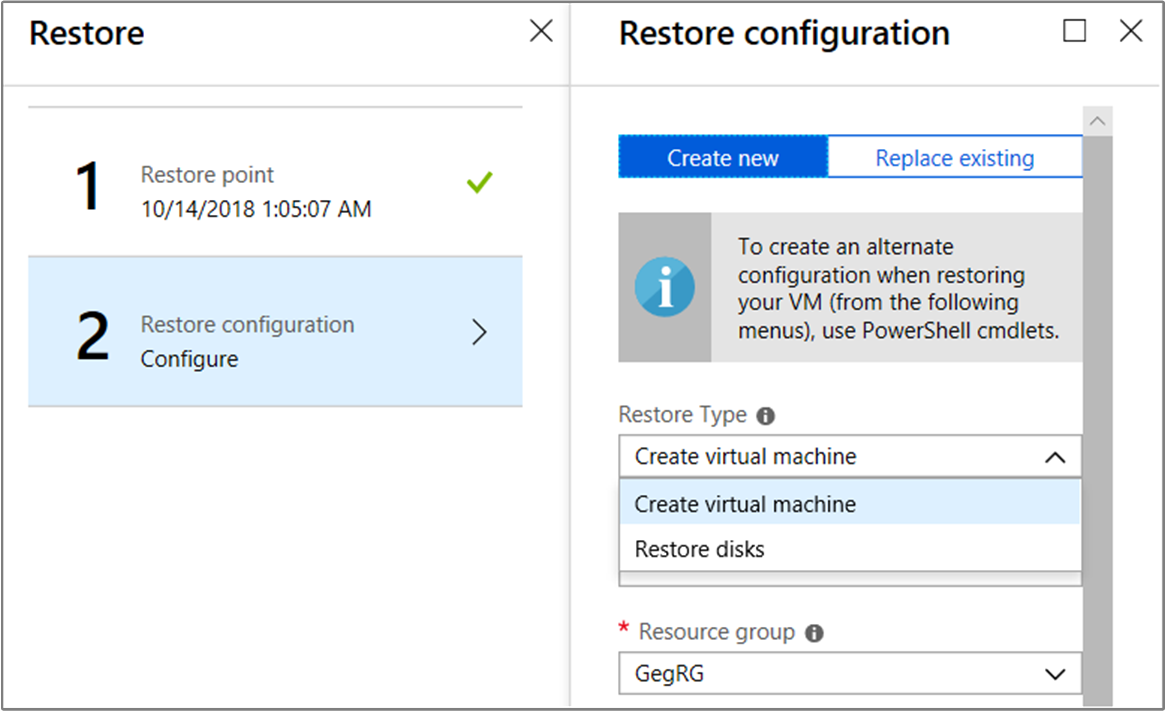 Restore
1
Restore point
10/14/2018 1:05:07 AM
2
Restore configuration
Configure
Restore configuration
Create new
Replace existing
To create an alternate
configuration when restoring
your VM (from the following
menus), use PowerShell cmdlets.
Restore Type
Create virtual machine
Create virtual machine
Restore disks
* Resource group
GegRG